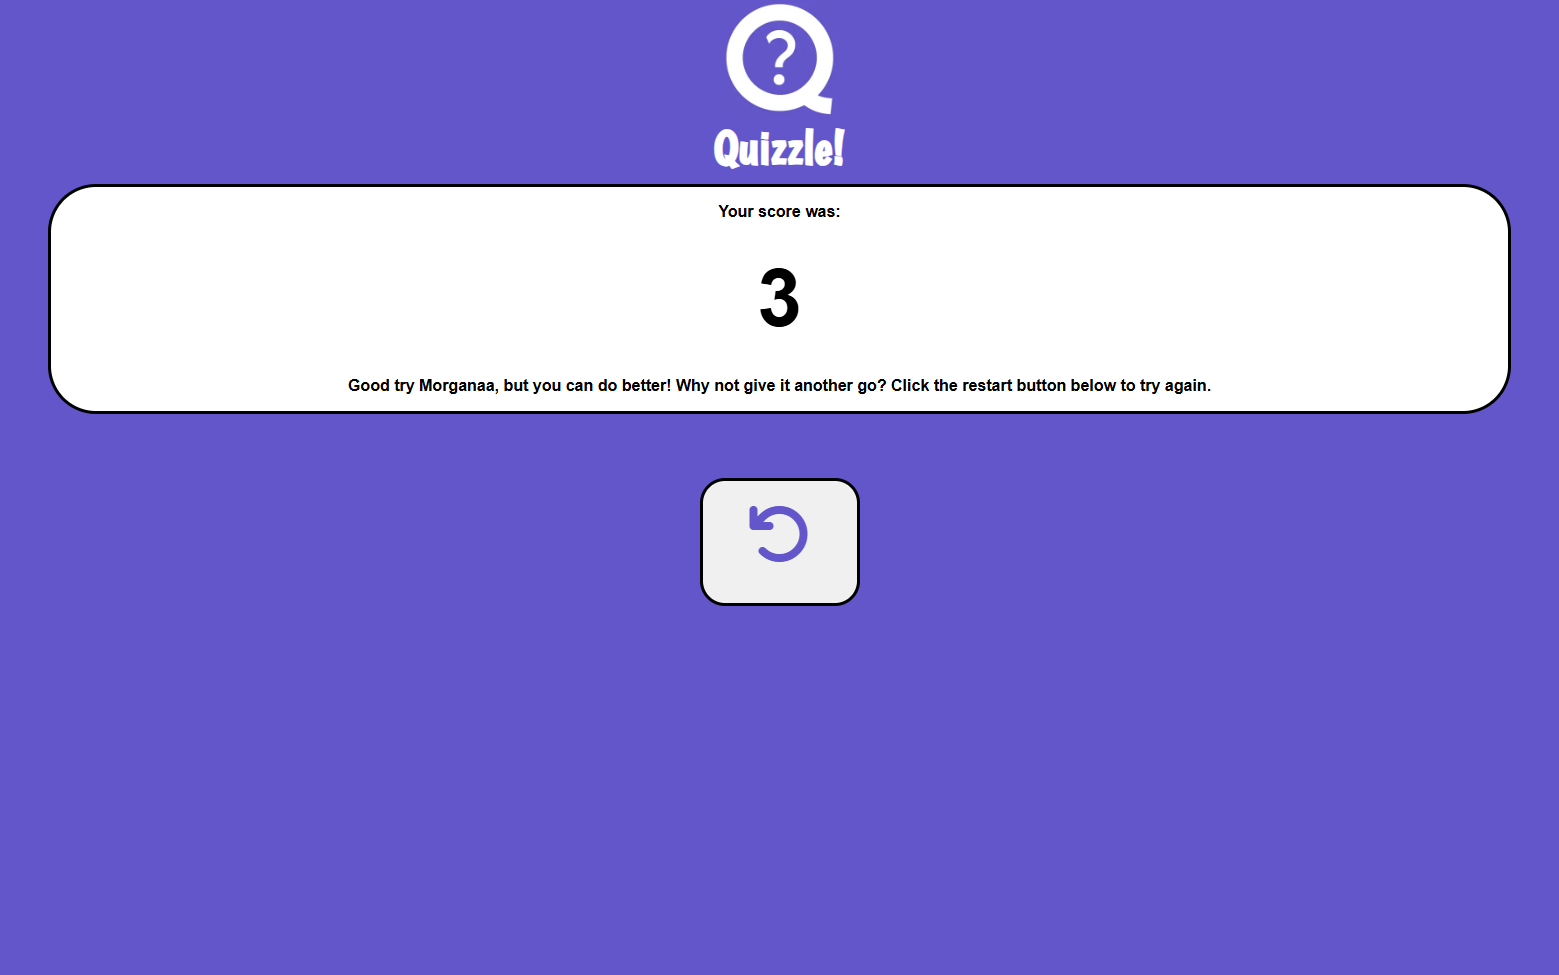 ?
Quizzle!
Your score was:
3
Good try Morganaa, but you can do better! Why not give it another go? Click the restart button below to try again.